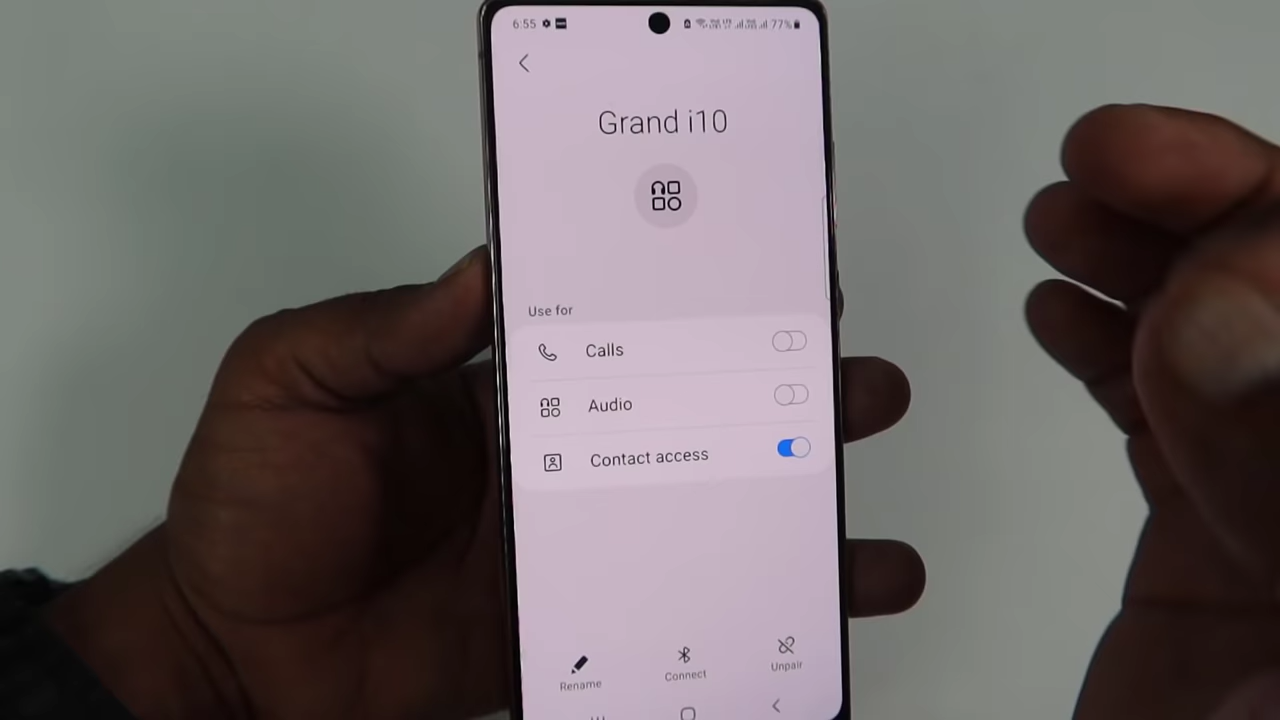 6:55
77%
Grand i10
Use for
Calls
Audio
Contact access
Rename
Connect
Unpair